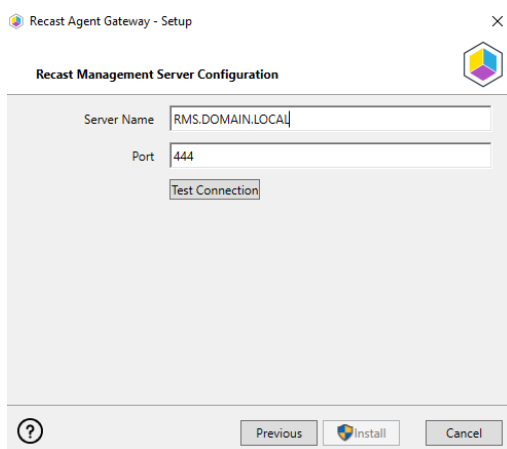 Recast Agent Gateway - Setup
Recast Management Server Configuration
Server Name RMS.DOMAIN.LOCAL
Port 444
Test Connection
? Previous Install Cancel